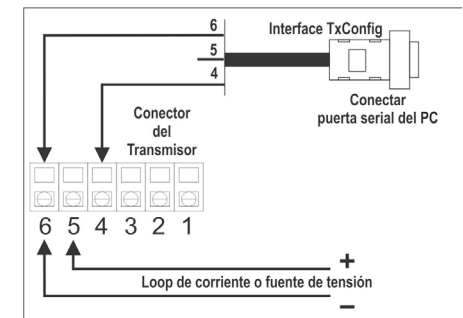 6
Interface TxConfig
5
4
Conectar
puerta serial del PC
Conector
del
Transmisor
6 5 4 3 2 1
+
Loop de corriente o fuente de tensión
−